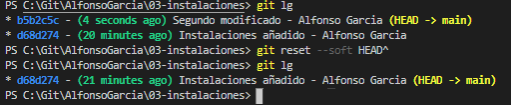 PS C:\Git\AlfonsoGarcia\03-instalaciones> git lg
* b5b2c5c - (4 seconds ago) Segundo modificado - Alfonso Garcia (HEAD -> main)
* d68d274 - (20 minutes ago) Instalaciones añadido - Alfonso Garcia
PS C:\Git\AlfonsoGarcia\03-instalaciones> git reset --soft HEAD^
PS C:\Git\AlfonsoGarcia\03-instalaciones> git lg
* d68d274 - (21 minutes ago) Instalaciones añadido - Alfonso Garcia (HEAD -> main)
PS C:\Git\AlfonsoGarcia\03-instalaciones>